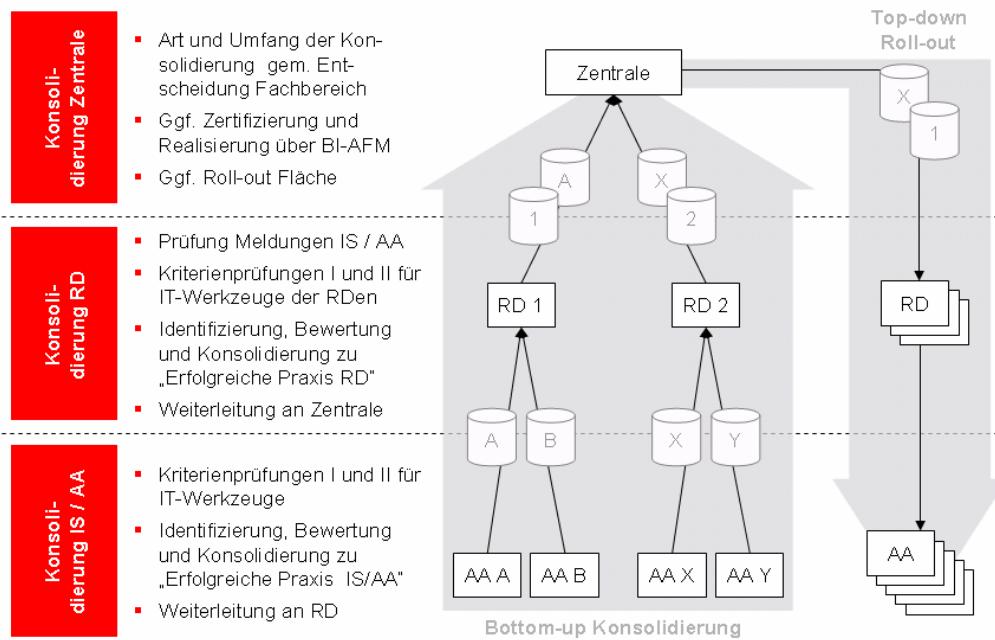 Konsoli-
dierung Zentrale
▪ Art und Umfang der Kon-
solidierung gem. Ent-
scheidung Fachbereich
▪ Ggf. Zertifizierung und
Realisierung über BI-AFM
▪ Ggf. Roll-out Fläche
Konsoli-
dierung RD
▪ Prüfung Meldungen IS / AA
▪ Kriterienprüfungen I und II für
IT-Werkzeuge der RDen
▪ Identifizierung, Bewertung
und Konsolidierung zu
„Erfolgreiche Praxis RD“
▪ Weiterleitung an Zentrale
Konsoli-
dierung IS / AA
▪ Kriterienprüfungen I und II für
IT-Werkzeuge
▪ Identifizierung, Bewertung
und Konsolidierung zu
„Erfolgreiche Praxis IS/AA“
▪ Weiterleitung an RD
Top-down
Roll-out
Zentrale
X
1
A
X
1
2
RD 1
RD 2
RD
A
B
X
Y
AA A
AA B
AA X
AA Y
AA
Bottom-up Konsolidierung